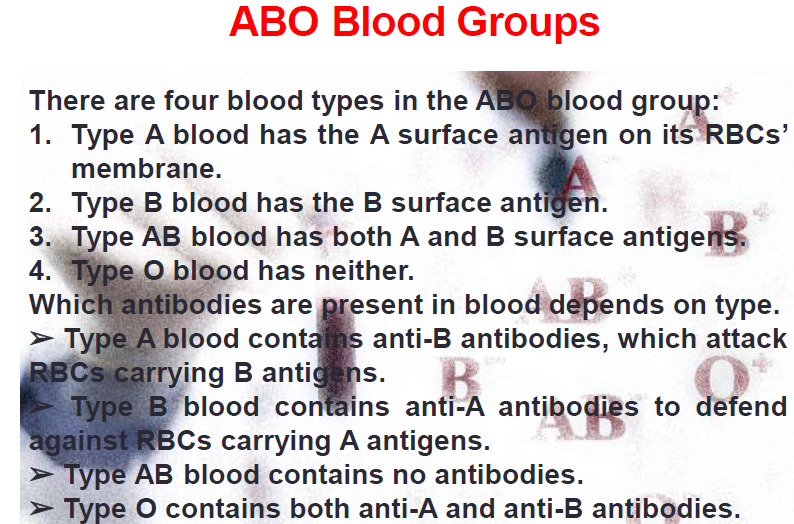 ABO Blood Groups
There are four blood types in the ABO blood group:
1. Type A blood has the A surface antigen on its RBCs’
membrane.
2. Type B blood has the B surface antigen.
3. Type AB blood has both A and B surface antigens.
4. Type O blood has neither.
Which antibodies are present in blood depends on type.
➢ Type A blood contains anti-B antibodies, which attack
RBCs carrying B antigens.
➢ Type B blood contains anti-A antibodies to defend
against RBCs carrying A antigens.
➢ Type AB blood contains no antibodies.
➢ Type O contains both anti-A and anti-B antibodies.
A+
A-
B+
AB+
B-
O+
AB-